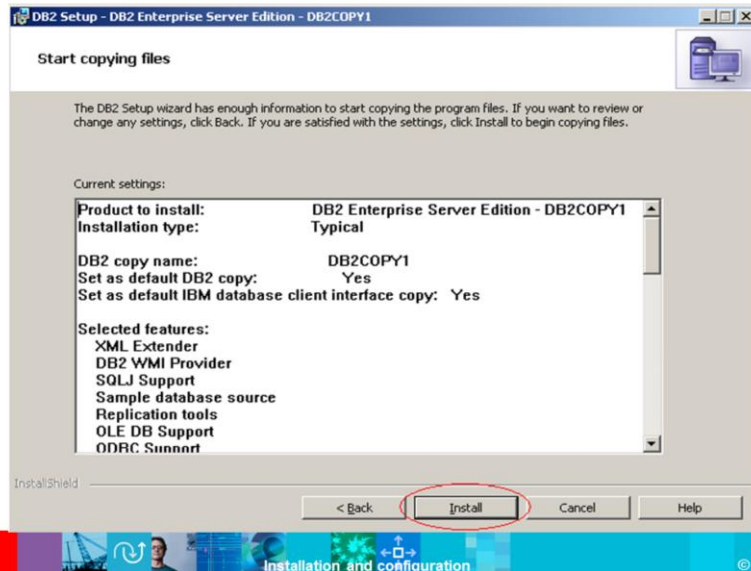 DB2 Setup - DB2 Enterprise Server Edition - DB2COPY1
Start copying files
The DB2 Setup wizard has enough information to start copying the program files. If you want to review or
change any settings, click Back. If you are satisfied with the settings, click Install to begin copying files.
Current settings:
Product to install: DB2 Enterprise Server Edition - DB2COPY1
Installation type: Typical
DB2 copy name: DB2COPY1
Set as default DB2 copy: Yes
Set as default IBM database client interface copy: Yes
Selected features:
XML Extender
DB2 WMI Provider
SQLJ Support
Sample database source
Replication tools
OLE DB Support
ODBC Support
InstallShield
< Back Install Cancel Help
Installation and configuration ©